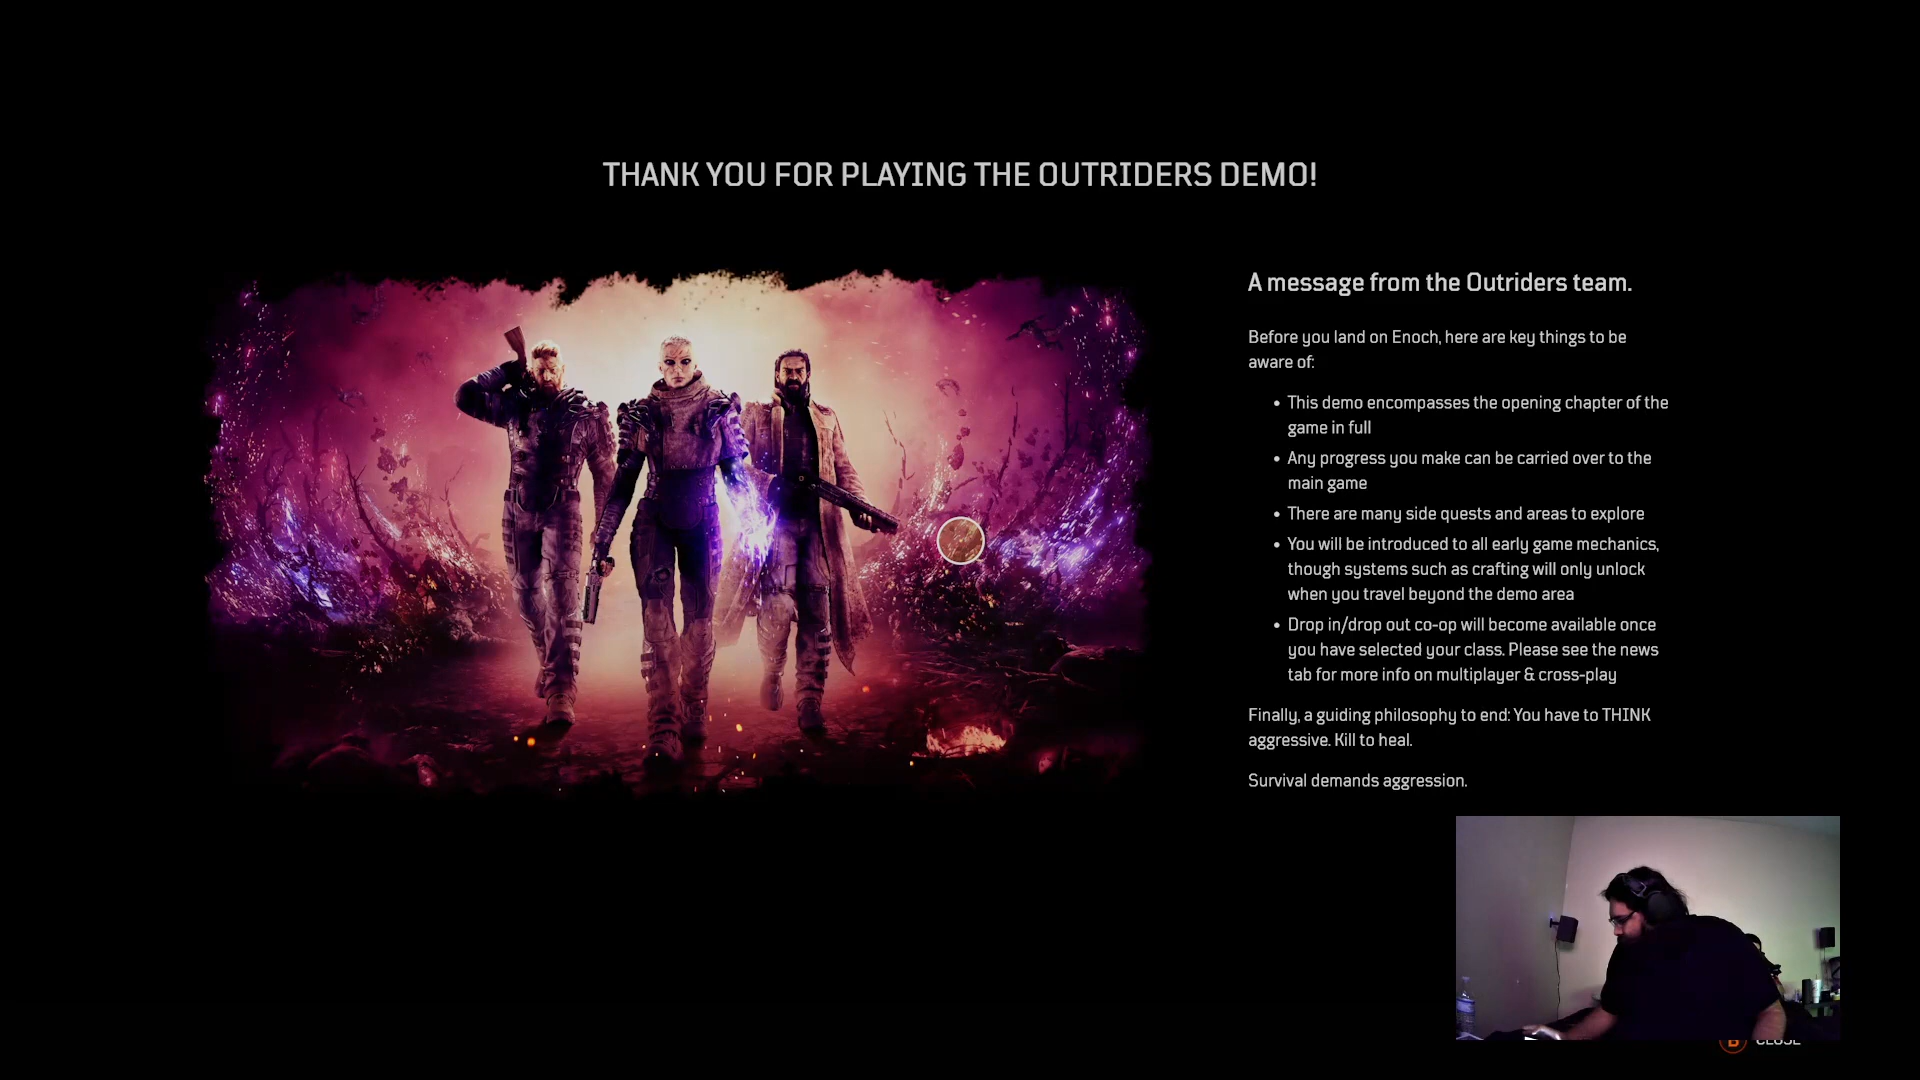 THANK YOU FOR PLAYING THE OUTRIDERS DEMO!
A message from the Outriders team.
Before you land on Enoch, here are key things to be
aware of:
• This demo encompasses the opening chapter of the
game in full
• Any progress you make can be carried over to the
main game
• There are many side quests and areas to explore
• You will be introduced to all early game mechanics,
though systems such as crafting will only unlock
when you travel beyond the demo area
• Drop in/drop out co-op will become available once
you have selected your class. Please see the news
tab for more info on multiplayer & cross-play
Finally, a guiding philosophy to end: You have to THINK
aggressive. Kill to heal.
Survival demands aggression.
B CLOSE